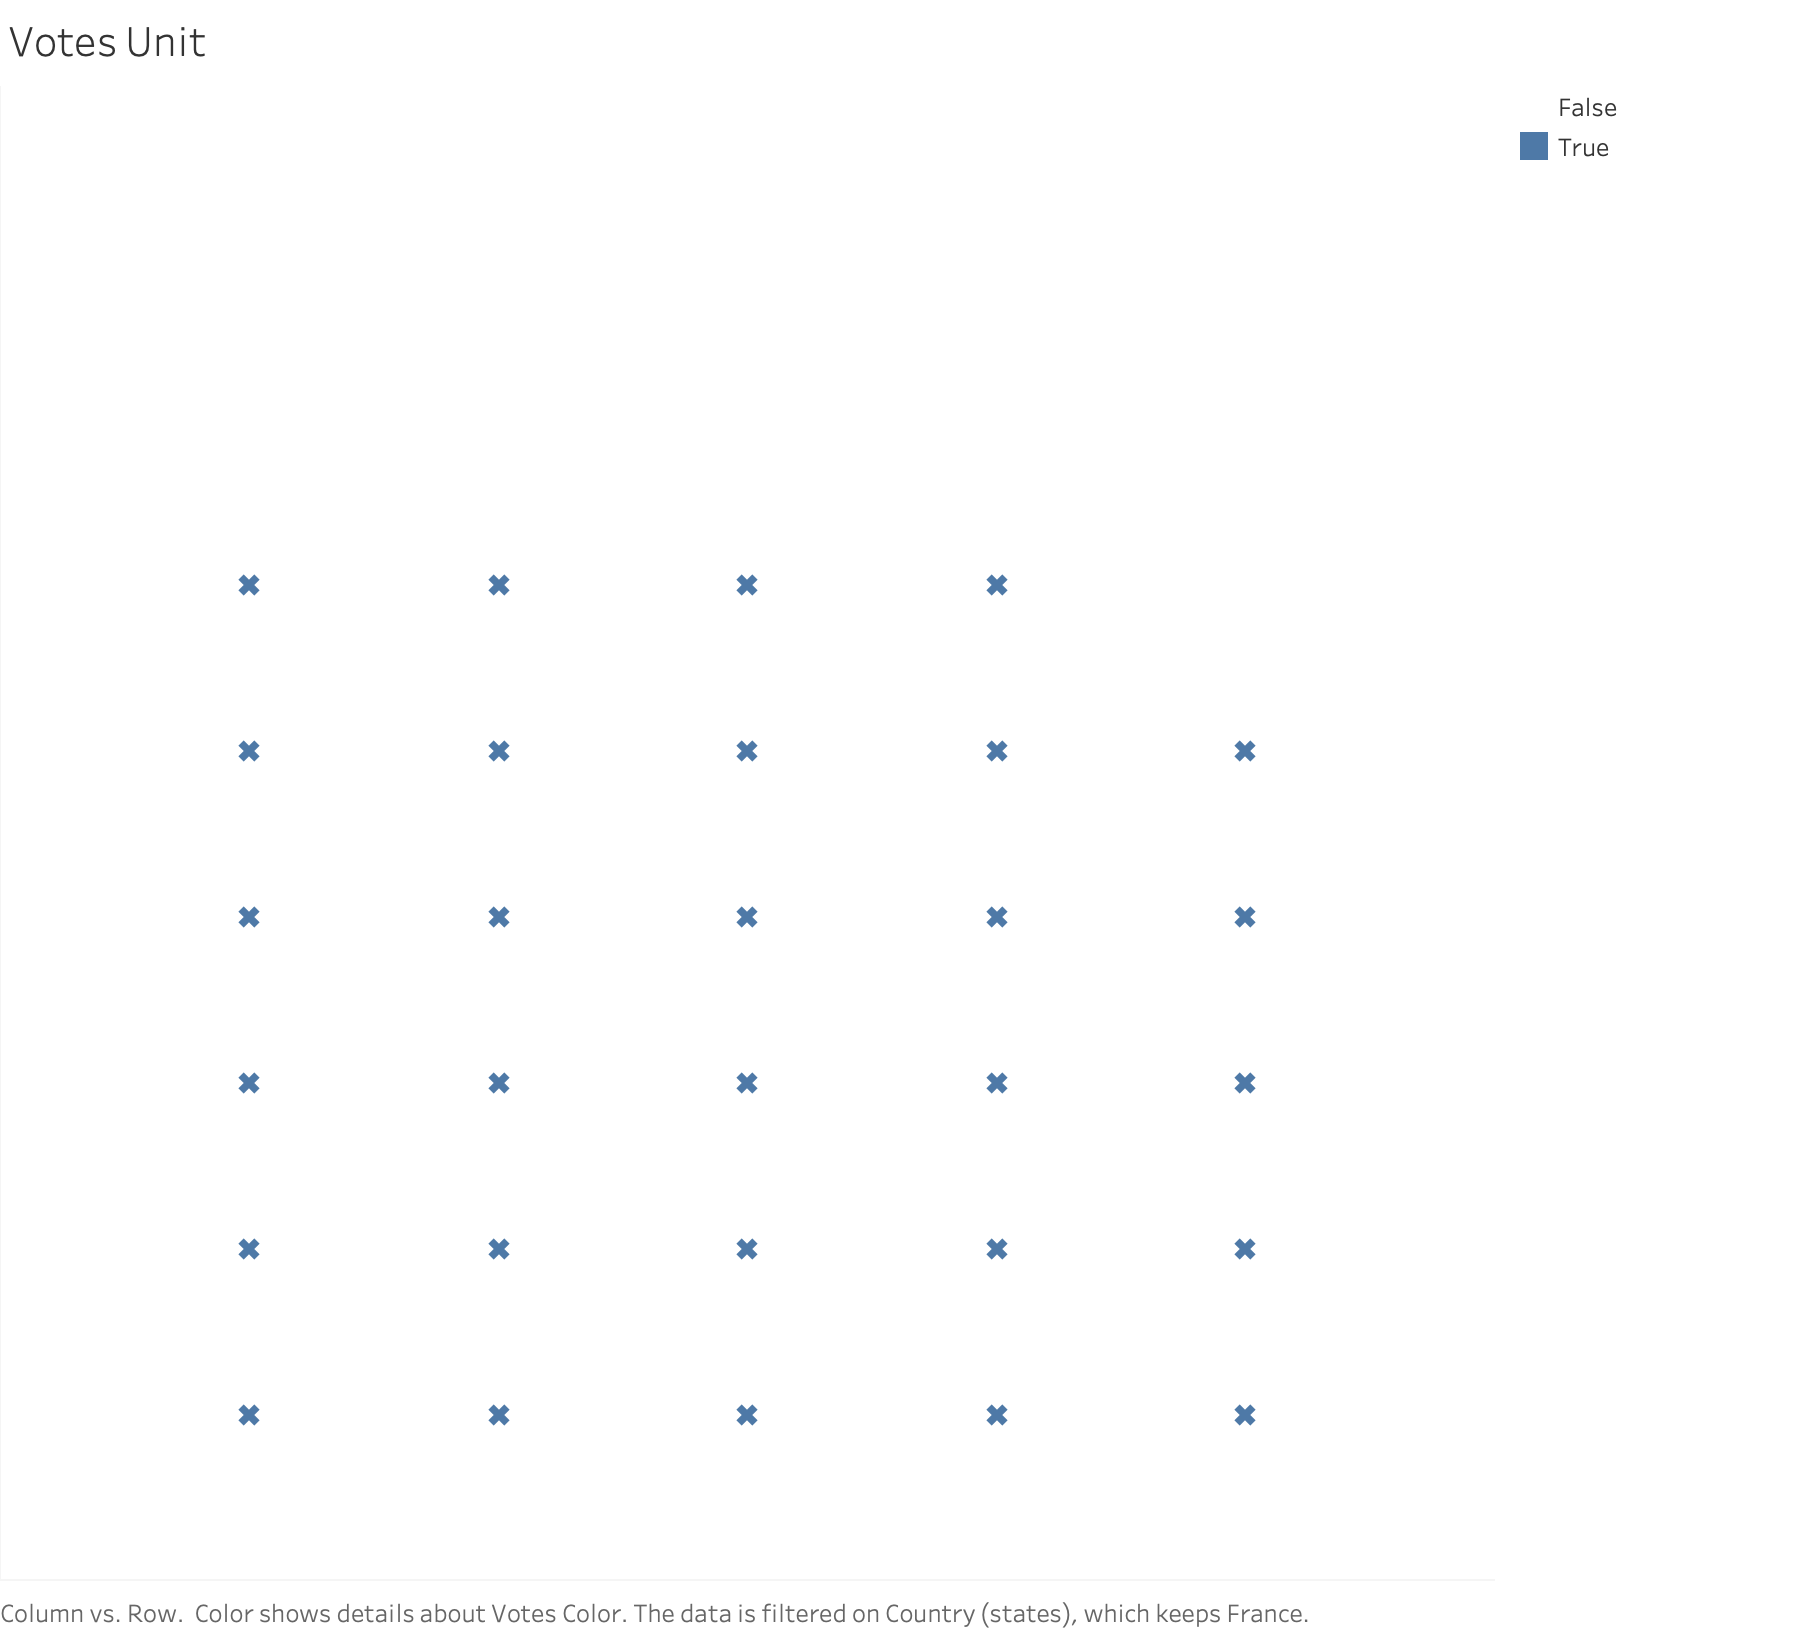 Votes Unit
False
True
Column vs. Row.  Color shows details about Votes Color. The data is filtered on Country (states), which keeps France.